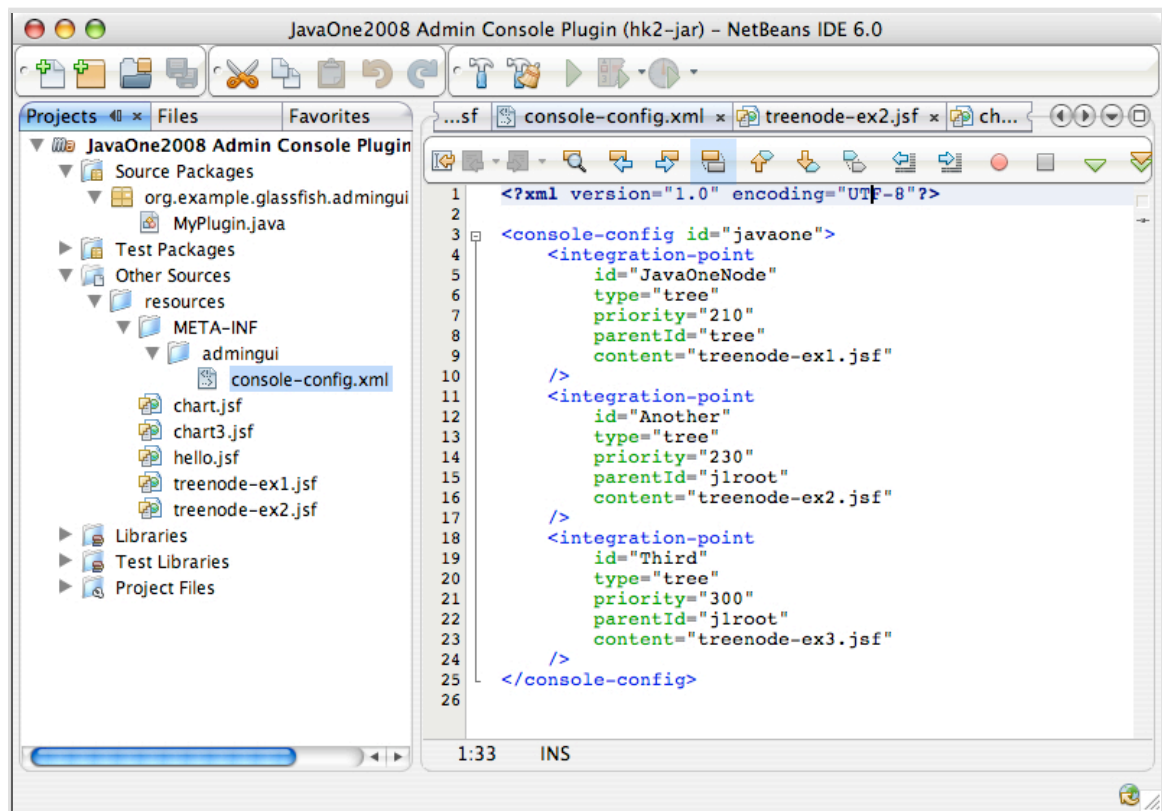 JavaOne2008 Admin Console Plugin (hk2-jar) – NetBeans IDE 6.0
Projects Files Favorites
JavaOne2008 Admin Console Plugin
Source Packages
org.example.glassfish.admingui
MyPlugin.java
Test Packages
Other Sources
resources
META-INF
admingui
console-config.xml
chart.jsf
chart3.jsf
hello.jsf
treenode-ex1.jsf
treenode-ex2.jsf
Libraries
Test Libraries
Project Files
...sf console-config.xml treenode-ex2.jsf ch...
1 <?xml version="1.0" encoding="UTF-8"?>
2
3 <console-config id="javaone">
4 <integration-point
5 id="JavaOneNode"
6 type="tree"
7 priority="210"
8 parentId="tree"
9 content="treenode-ex1.jsf"
10 />
11 <integration-point
12 id="Another"
13 type="tree"
14 priority="230"
15 parentId="j1root"
16 content="treenode-ex2.jsf"
17 />
18 <integration-point
19 id="Third"
20 type="tree"
21 priority="300"
22 parentId="j1root"
23 content="treenode-ex3.jsf"
24 />
25 </console-config>
26
1:33 INS